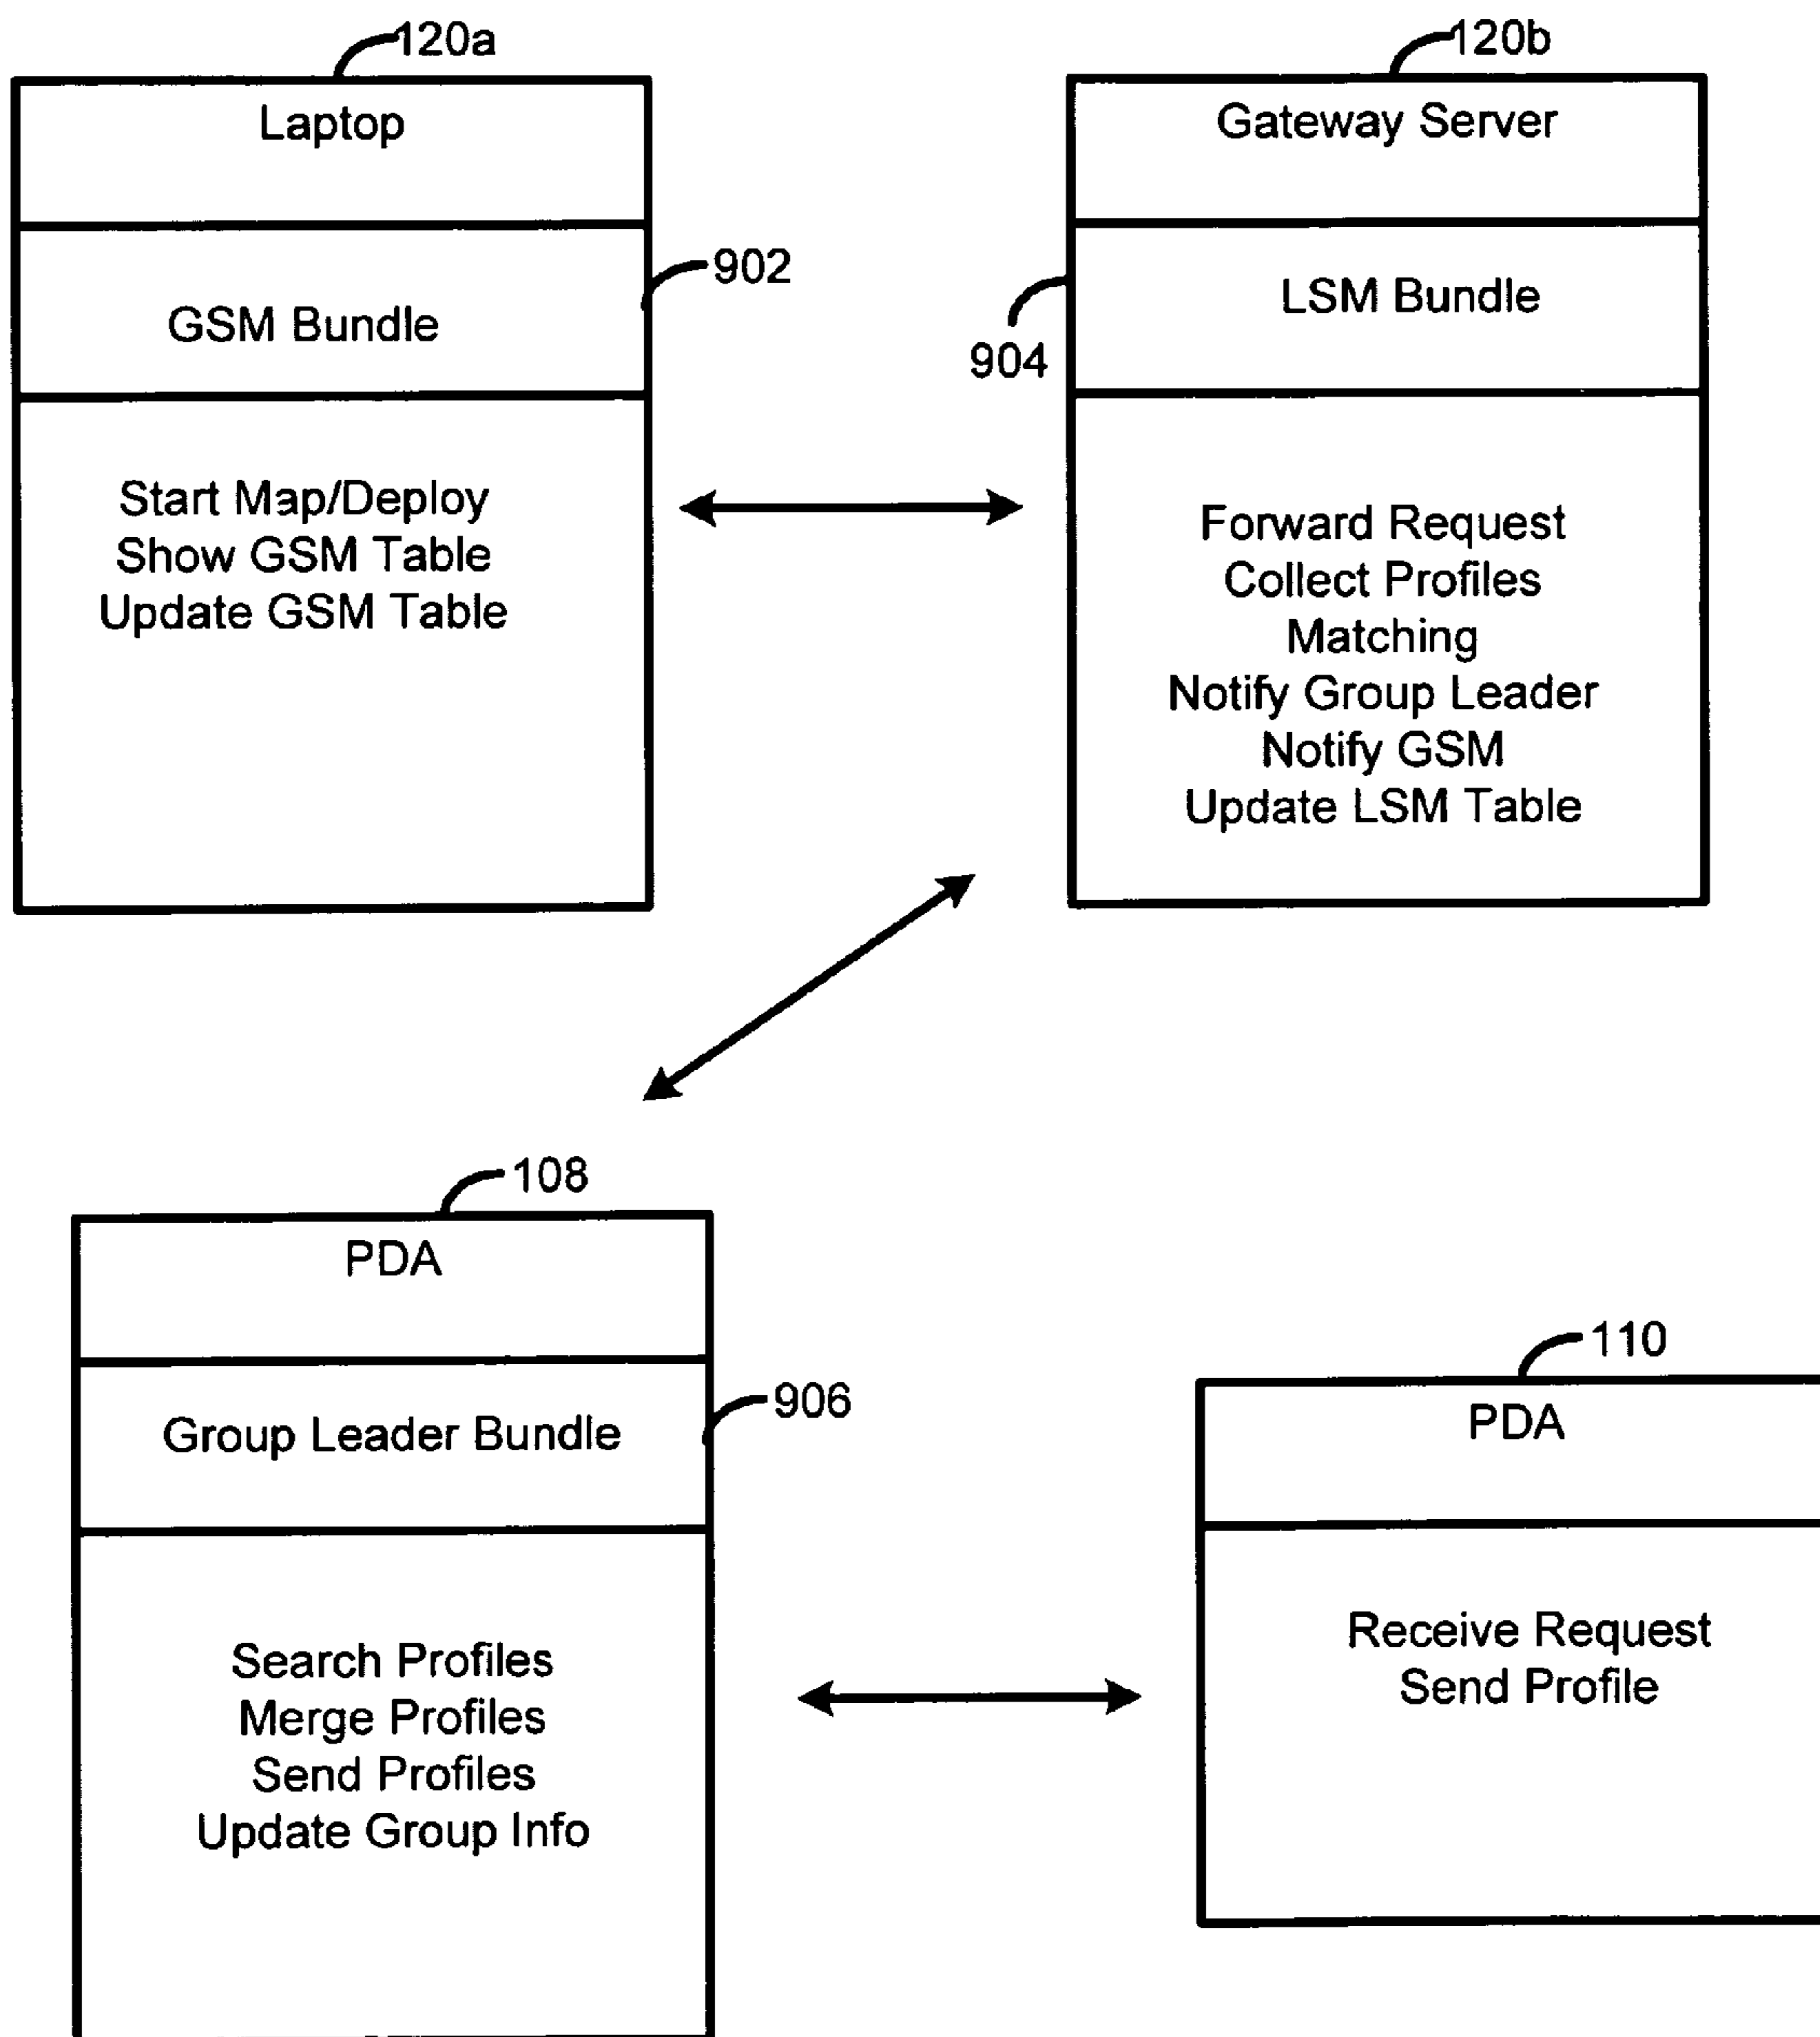 120a
Laptop
902
GSM Bundle
Start Map/Deploy
Show GSM Table
Update GSM Table
120b
Gateway Server
LSM Bundle
904
Forward Request
Collect Profiles
Matching
Notify Group Leader
Notify GSM
Update LSM Table
108
PDA
906
Group Leader Bundle
Search Profiles
Merge Profiles
Send Profiles
Update Group Info
110
PDA
Receive Request
Send Profile